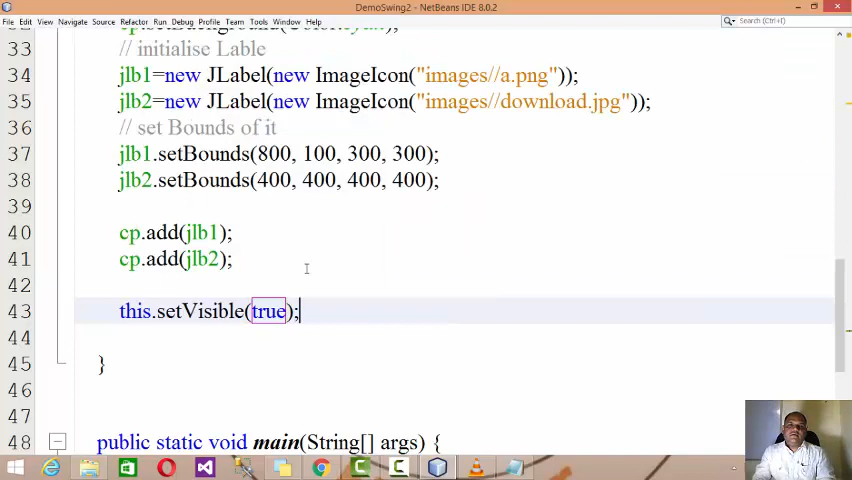 DemoSwing2 - NetBeans IDE 8.0.2
File Edit View Navigate Source Refactor Run Debug Profile Team Tools Window Help
Search (Ctrl+I)
33 // initialise Lable
34 jlb1=new JLabel(new ImageIcon("images//a.png"));
35 jlb2=new JLabel(new ImageIcon("images//download.jpg"));
36 // set Bounds of it
37 jlb1.setBounds(800, 100, 300, 300);
38 jlb2.setBounds(400, 400, 400, 400);
39
40 cp.add(jlb1);
41 cp.add(jlb2);
42
43 this.setVisible(true);
44
45 }
46
47
48 public static void main(String[] args) {